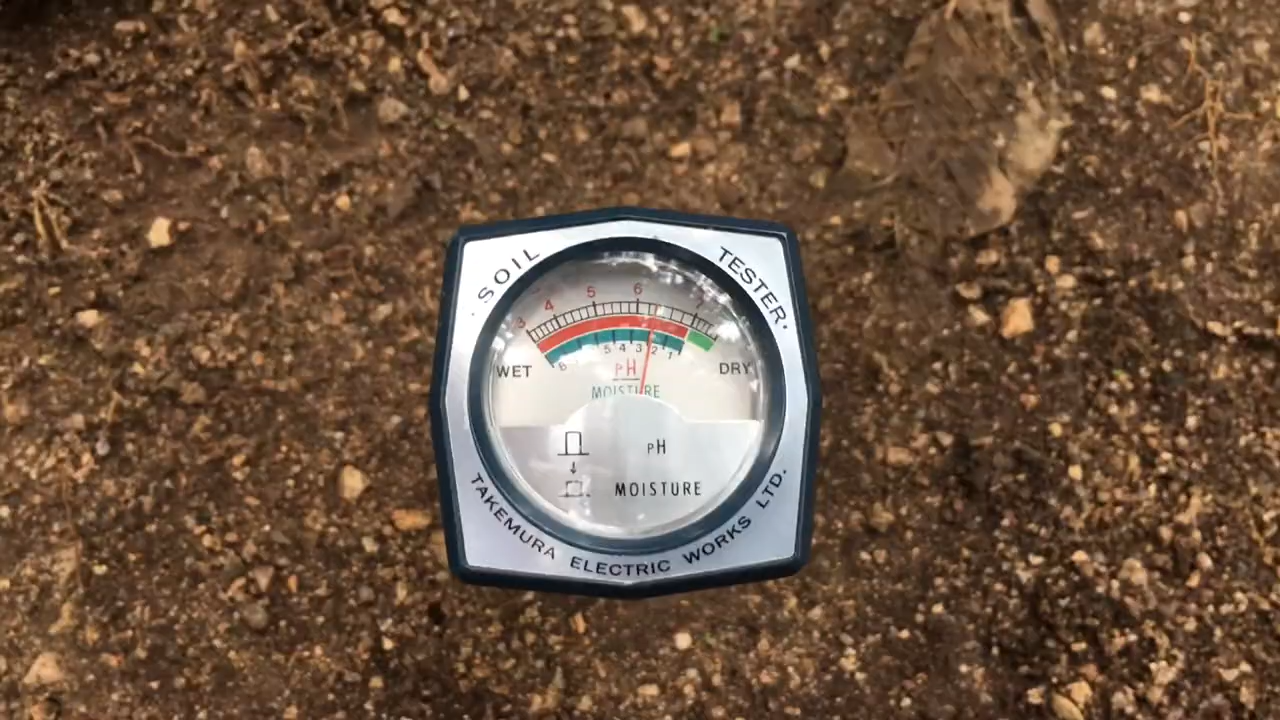 SOIL TESTER
3 4 5 6 7
8 5 4 3 2 1
WET DRY
pH
MOISTURE
pH
MOISTURE
TAKEMURA ELECTRIC WORKS LTD.